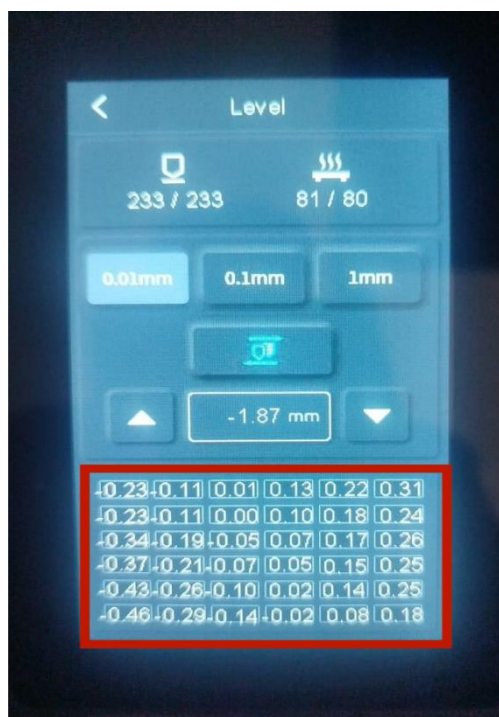 Level
233 / 233 81 / 80
0.01mm 0.1mm 1mm
-1.87 mm
-0.23 -0.11 0.01 0.13 0.22 0.31
-0.23 -0.11 0.00 0.10 0.18 0.24
-0.34 -0.19 -0.05 0.07 0.17 0.26
-0.37 -0.21 -0.07 0.05 0.15 0.25
-0.43 -0.26 -0.10 0.02 0.14 0.25
-0.46 -0.29 -0.14 -0.02 0.08 0.18